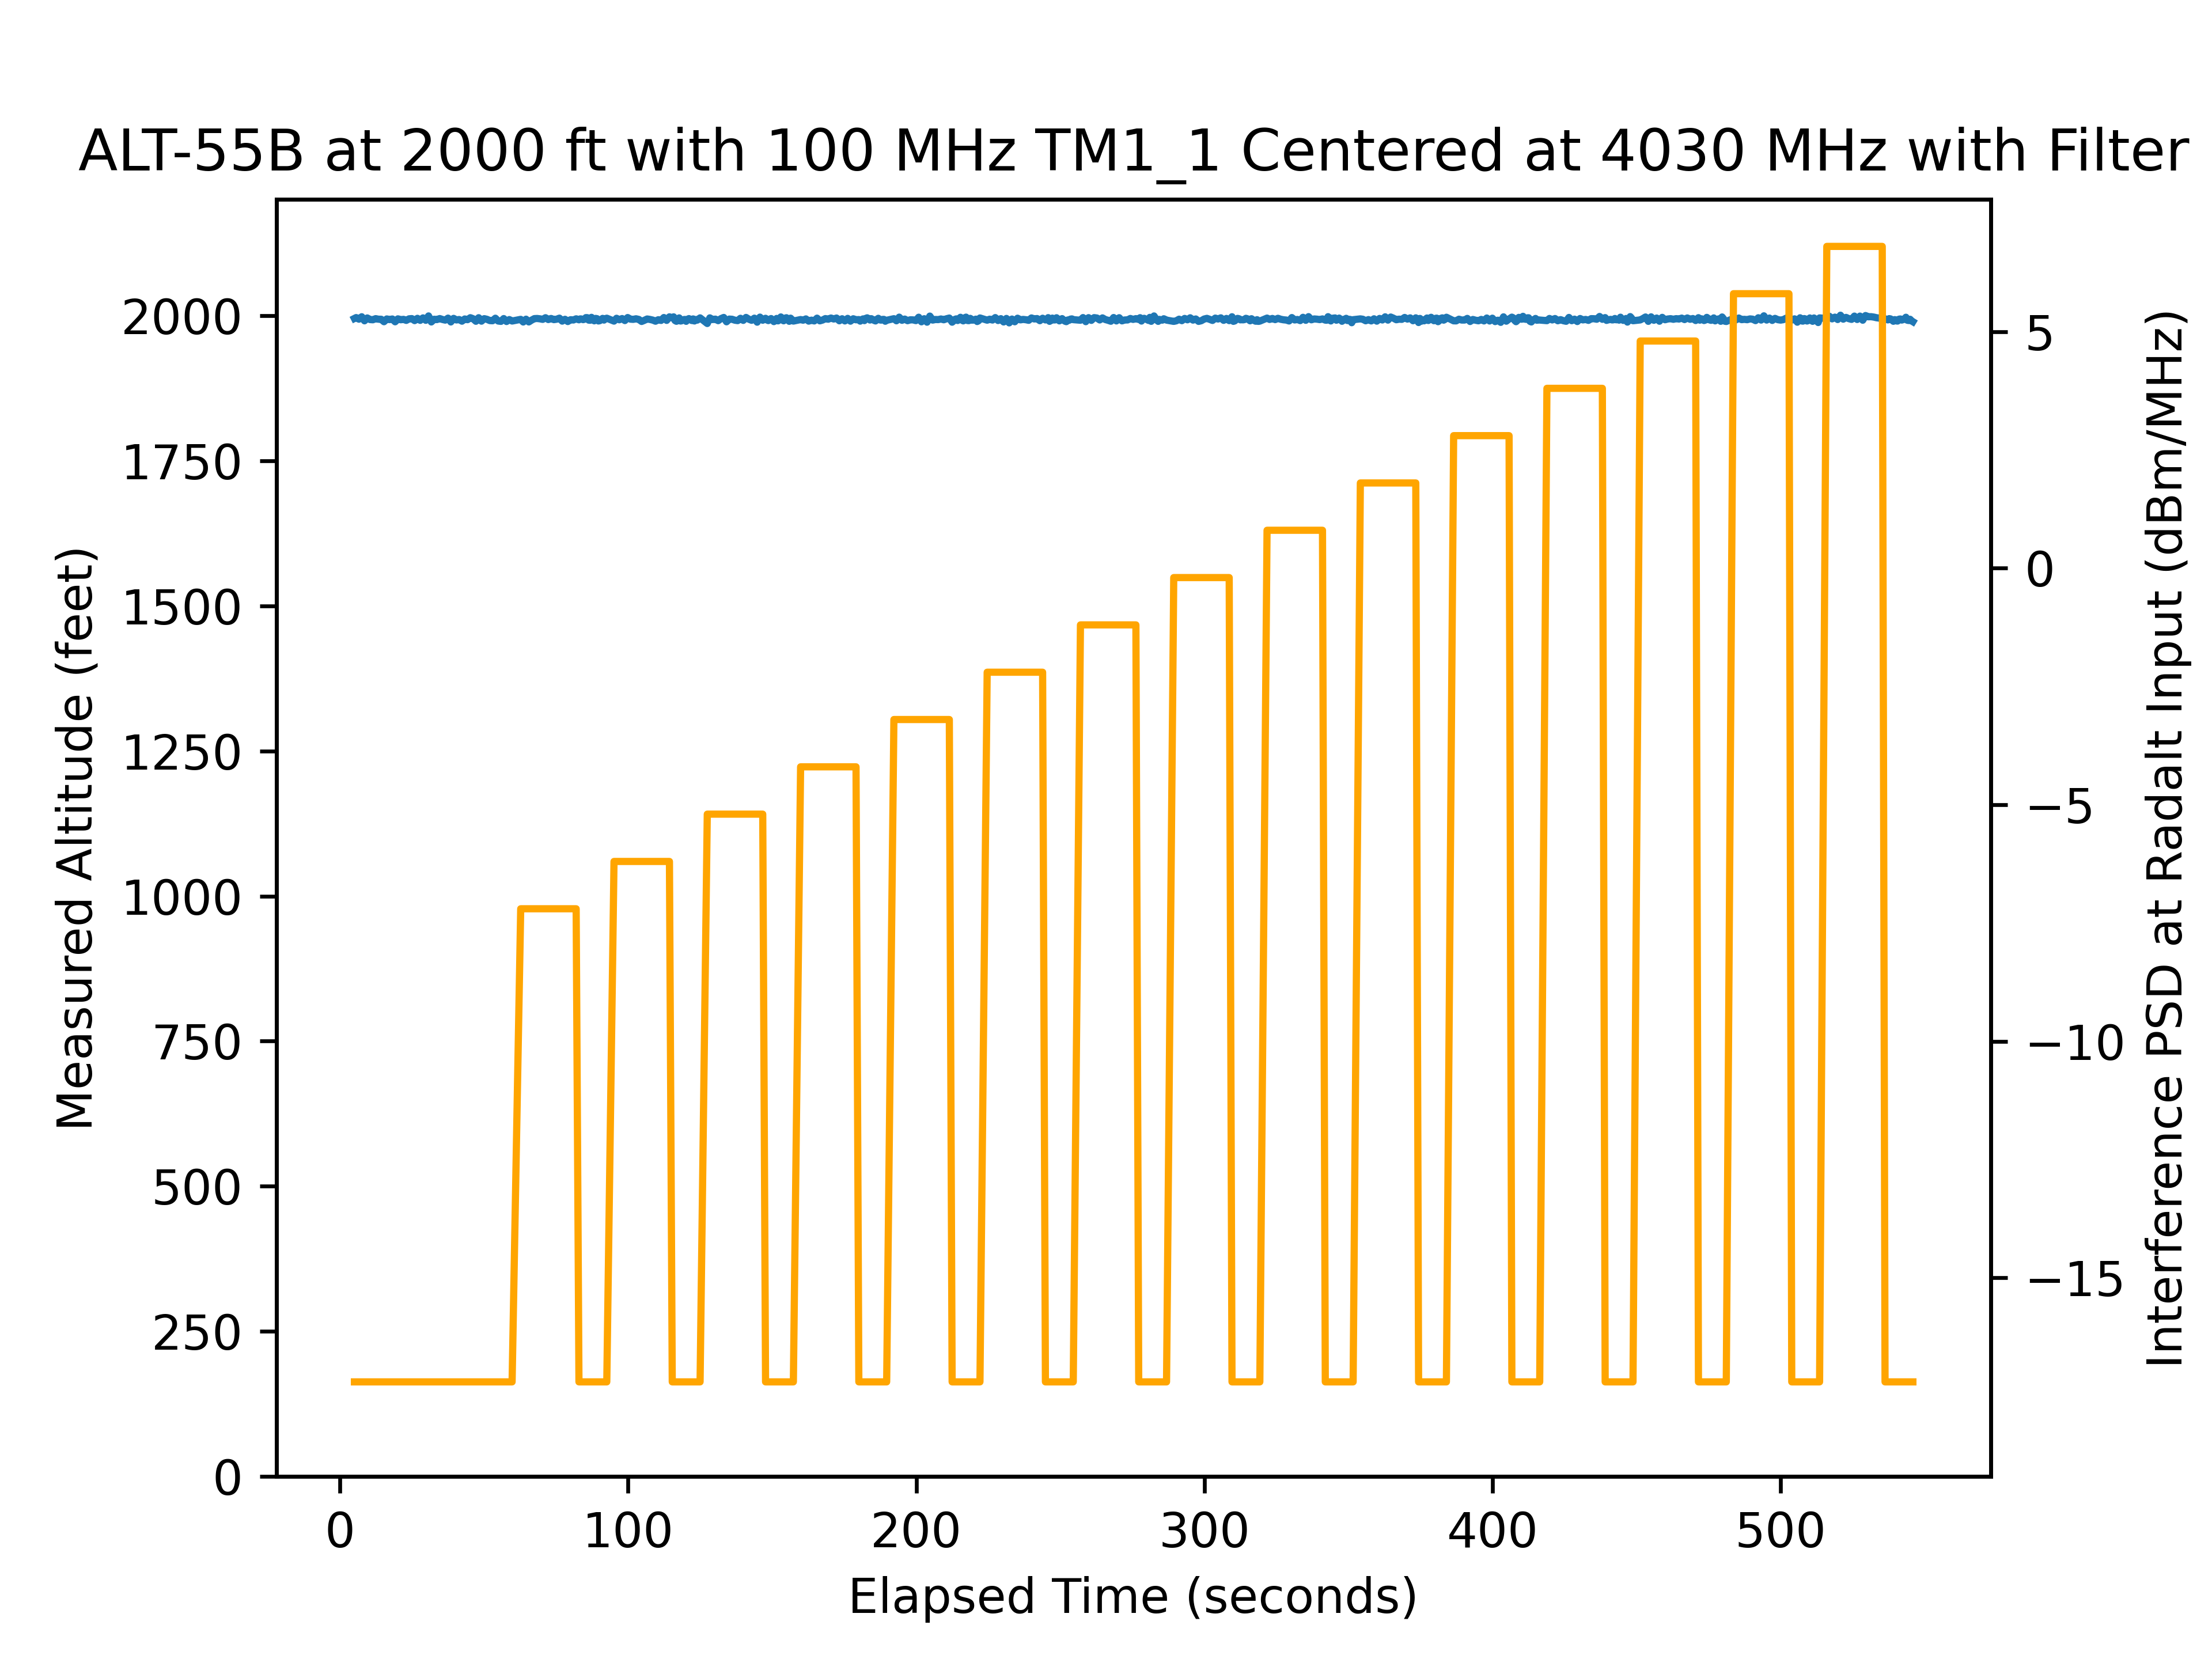 ALT-55B at 2000 ft with 100 MHz TM1_1 Centered at 4030 MHz with Filter
Measured Altitude (feet)
2000
1750
1500
1250
1000
750
500
250
0
0 100 200 300 400 500
Elapsed Time (seconds)
5
0
−5
−10
−15
Interference PSD at Radalt Input (dBm/MHz)